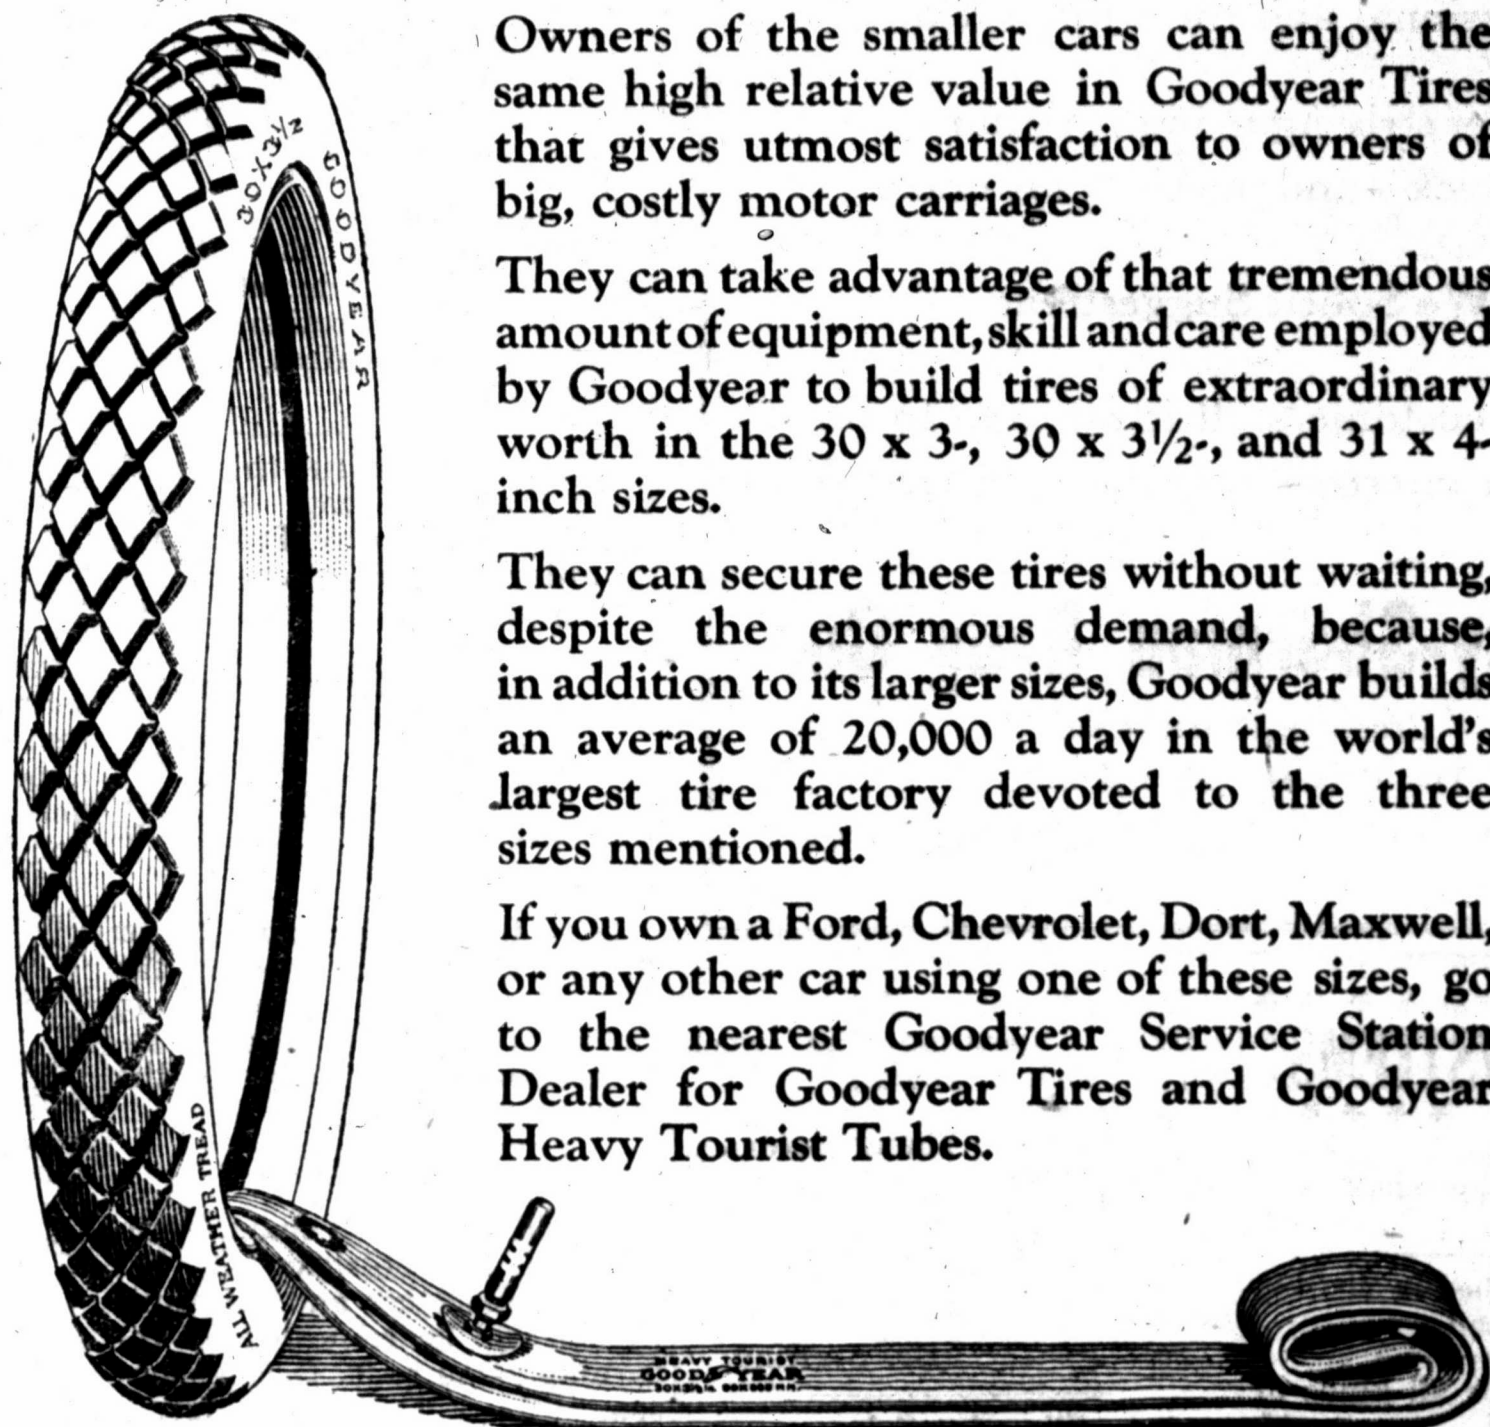 Owners of the smaller cars can enjoy the
same high relative value in Goodyear Tires
that gives utmost satisfaction to owners of
big, costly motor carriages.
They can take advantage of that tremendous
amount of equipment, skill and care employed
by Goodyear to build tires of extraordinary
worth in the 30 x 3-, 30 x 3½-, and 31 x 4-
inch sizes.
They can secure these tires without waiting,
despite the enormous demand, because,
in addition to its larger sizes, Goodyear builds
an average of 20,000 a day in the world's
largest tire factory devoted to the three
sizes mentioned.
If you own a Ford, Chevrolet, Dort, Maxwell,
or any other car using one of these sizes, go
to the nearest Goodyear Service Station
Dealer for Goodyear Tires and Goodyear
Heavy Tourist Tubes.
30X3½
GOODYEAR
ALL WEATHER TREAD
HEAVY TOURIST
GOODYEAR